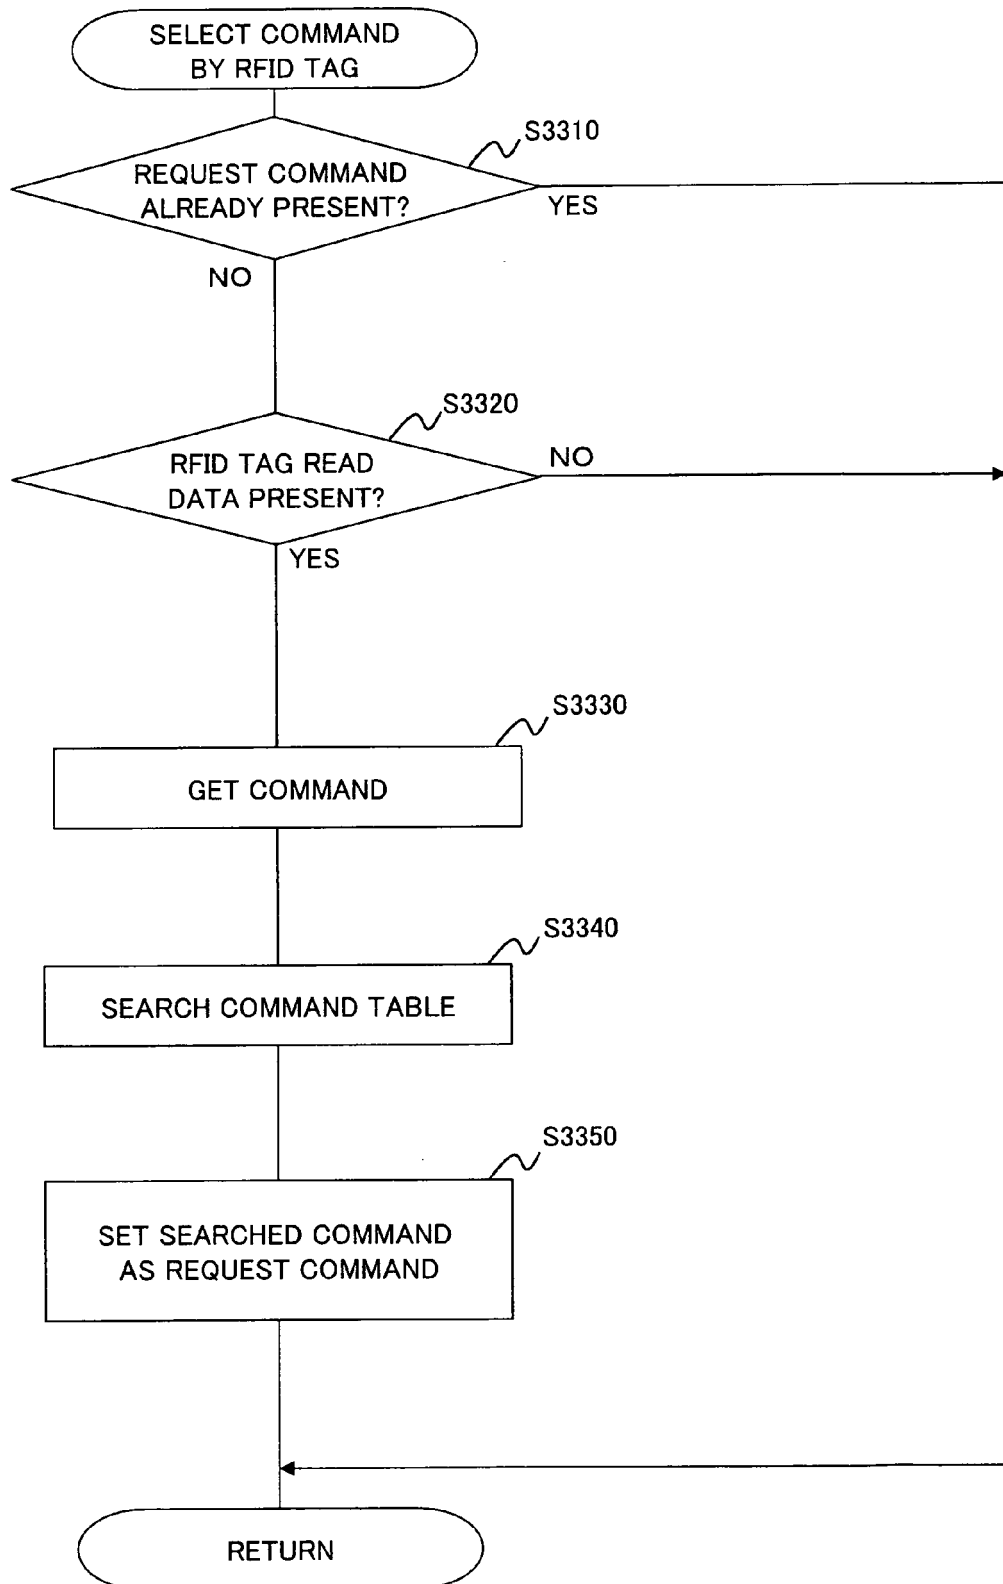 SELECT COMMAND
BY RFID TAG
S3310
REQUEST COMMAND
ALREADY PRESENT?
YES
NO
S3320
RFID TAG READ
DATA PRESENT?
NO
YES
S3330
GET COMMAND
S3340
SEARCH COMMAND TABLE
S3350
SET SEARCHED COMMAND
AS REQUEST COMMAND
RETURN